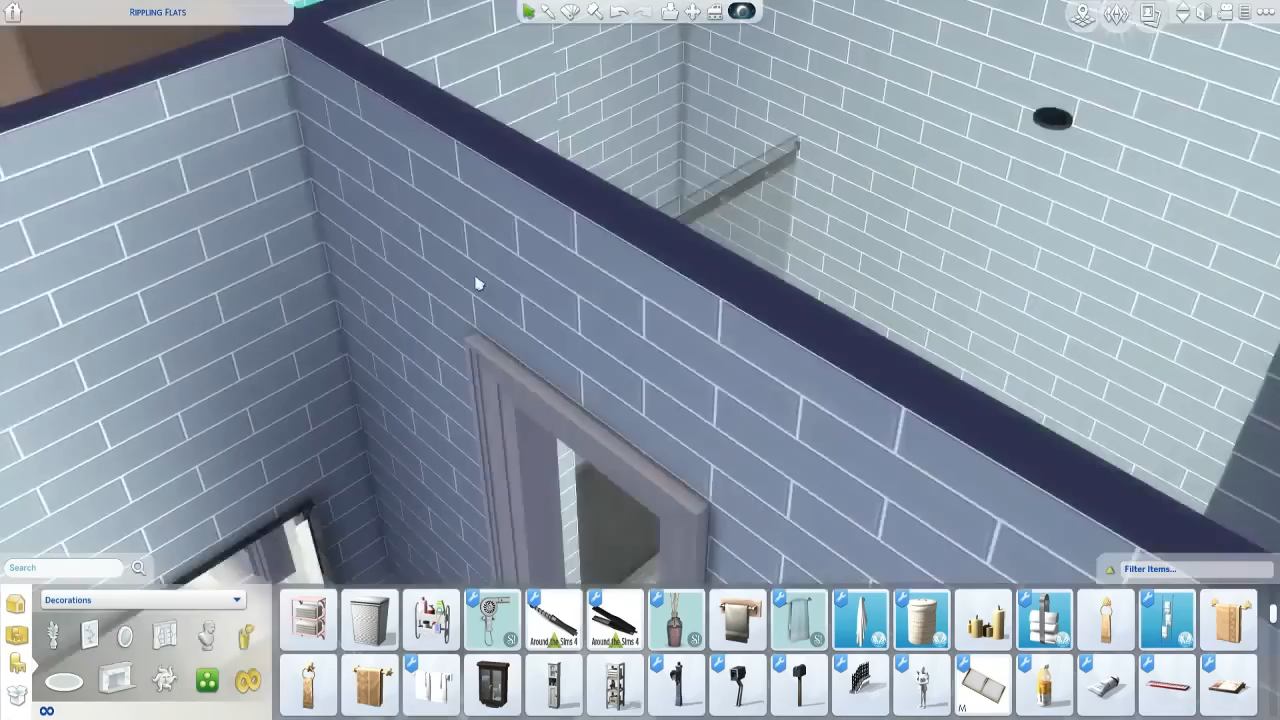 RIPPLING FLATS
Search
Filter Items...
Decorations
Around the Sims 4
Around the Sims 4
M